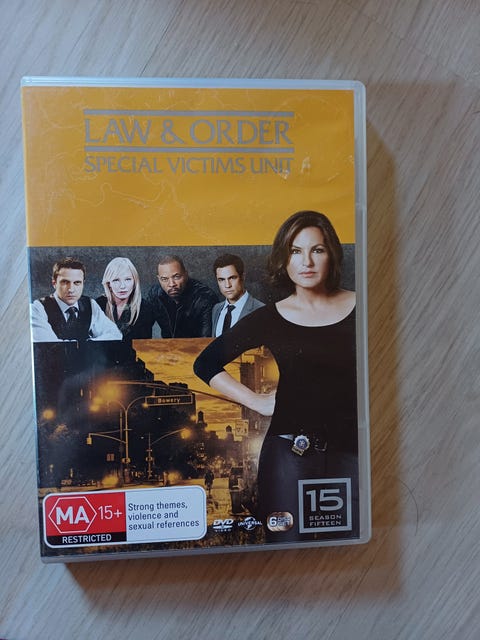 LAW & ORDER
SPECIAL VICTIMS UNIT
Bowery
MA 15+
RESTRICTED
Strong themes,
violence and
sexual references
DVD
VIDEO
UNIVERSAL
6
15
SEASON
FIFTEEN